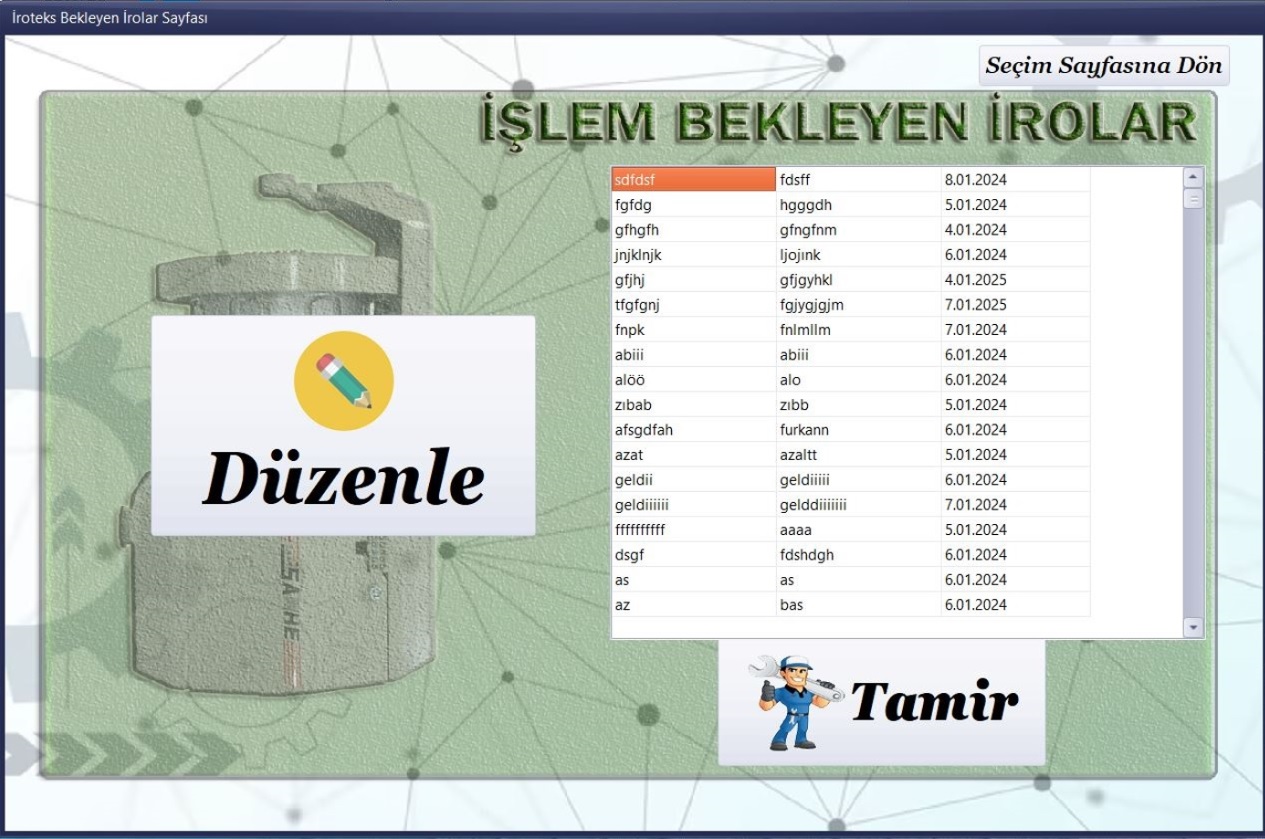 İroteks Bekleyen İrolar Sayfası
Seçim Sayfasına Dön
İŞLEM BEKLEYEN İROLAR
sdfdsf fdsff 8.01.2024
fgfdg hgggdh 5.01.2024
gfhgfh gfngfnm 4.01.2024
jnjklnjk ljojınk 6.01.2024
gfjhj gfjgyhkl 4.01.2025
tfgfgnj fgjygjgjm 7.01.2025
fnpk fnlmllm 7.01.2024
abiii abiii 6.01.2024
alöö alo 6.01.2024
zıbab zıbb 5.01.2024
afsgdfah furkann 6.01.2024
azat azaltt 5.01.2024
geldii geldiiiii 6.01.2024
geldiiiiii gelddiiiiiii 7.01.2024
ffffffffff aaaa 5.01.2024
dsgf fdshdgh 6.01.2024
as as 6.01.2024
az bas 6.01.2024
Düzenle
Tamir